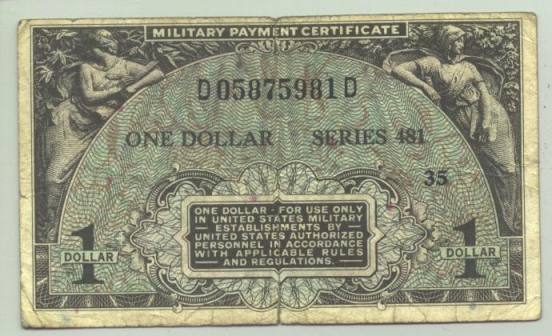 MILITARY PAYMENT CERTIFICATE
D05875981D
ONE DOLLAR SERIES 481
35
ONE DOLLAR - FOR USE ONLY
IN UNITED STATES MILITARY
ESTABLISHMENTS BY
UNITED STATES AUTHORIZED
PERSONNEL IN ACCORDANCE
WITH APPLICABLE RULES
AND REGULATIONS.
1
DOLLAR
1
DOLLAR